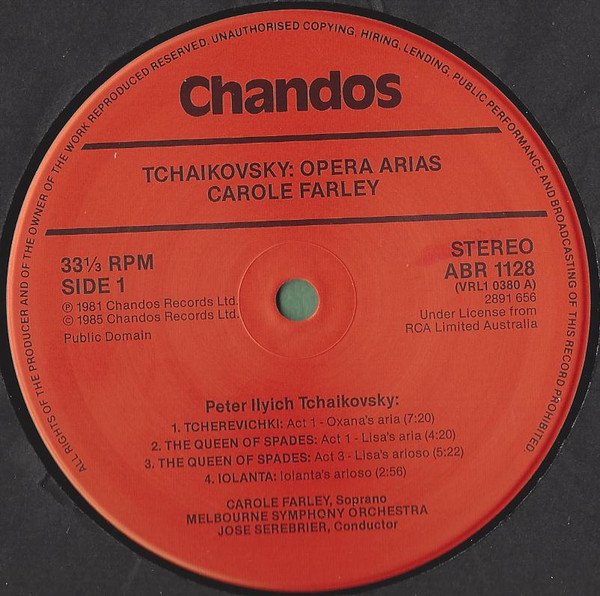 ALL RIGHTS OF THE PRODUCER AND OF THE OWNER OF THE WORK REPRODUCED RESERVED. UNAUTHORISED COPYING, HIRING, LENDING, PUBLIC PERFORMANCE AND BROADCASTING OF THIS RECORD PROHIBITED.
Chandos
TCHAIKOVSKY: OPERA ARIAS
CAROLE FARLEY
33⅓ RPM
SIDE 1
℗ 1981 Chandos Records Ltd.
© 1985 Chandos Records Ltd.
Public Domain
STEREO
ABR 1128
(VRL1 0380 A)
2891 656
Under License from
RCA Limited Australia
Peter Ilyich Tchaikovsky:
1. TCHEREVICHKI: Act 1 - Oxana's aria (7:20)
2. THE QUEEN OF SPADES: Act 1 - Lisa's aria (4:20)
3. THE QUEEN OF SPADES: Act 3 - Lisa's arioso (5:22)
4. IOLANTA: Iolanta's arioso (2:56)
CAROLE FARLEY, Soprano
MELBOURNE SYMPHONY ORCHESTRA
JOSE SEREBRIER, Conductor